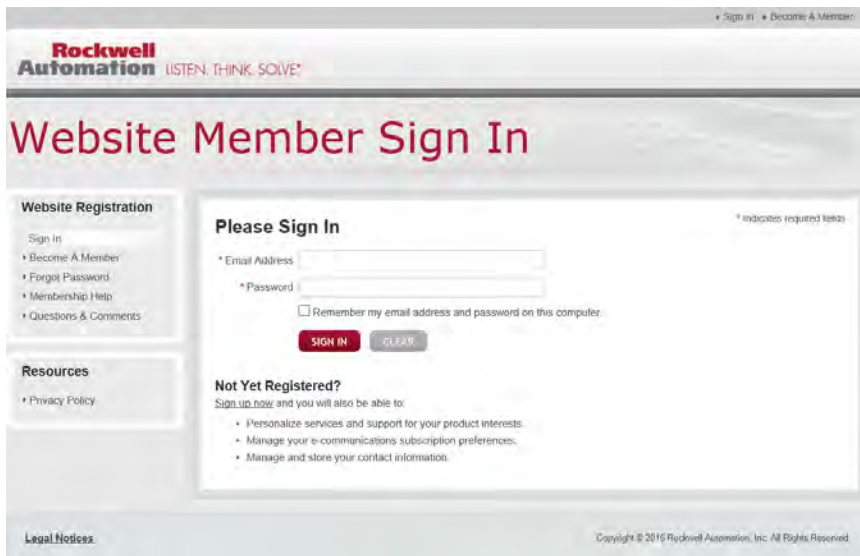 Sign In Become A Member
Rockwell
Automation LISTEN. THINK. SOLVE.®
Website Member Sign In
Website Registration
Sign In
Become A Member
Forgot Password
Membership Help
Questions & Comments
Resources
Privacy Policy
Please Sign In
* Indicates required fields
* Email Address
* Password
Remember my email address and password on this computer.
SIGN IN CLEAR
Not Yet Registered?
Sign up now and you will also be able to:
• Personalize services and support for your product interests.
• Manage your e-communications subscription preferences.
• Manage and store your contact information.
Legal Notices
Copyright © 2016 Rockwell Automation, Inc. All Rights Reserved.